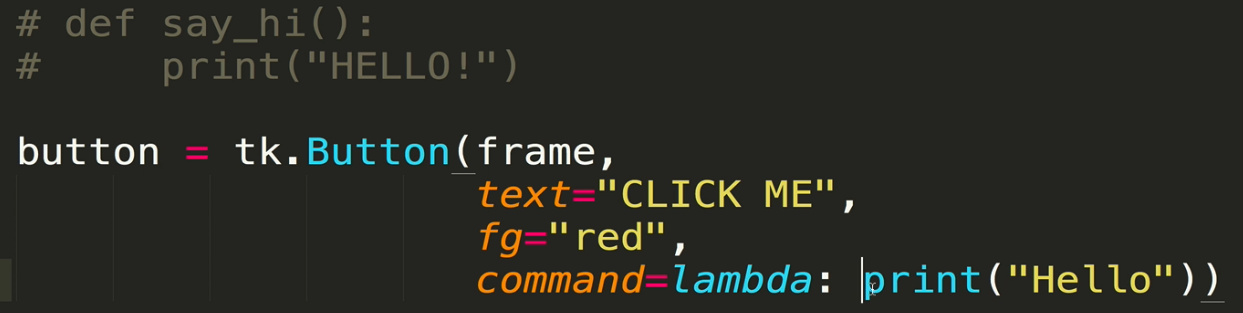 # def say_hi():
#     print("HELLO!")
button = tk.Button(frame,
text="CLICK ME",
fg="red",
command=lambda: print("Hello"))